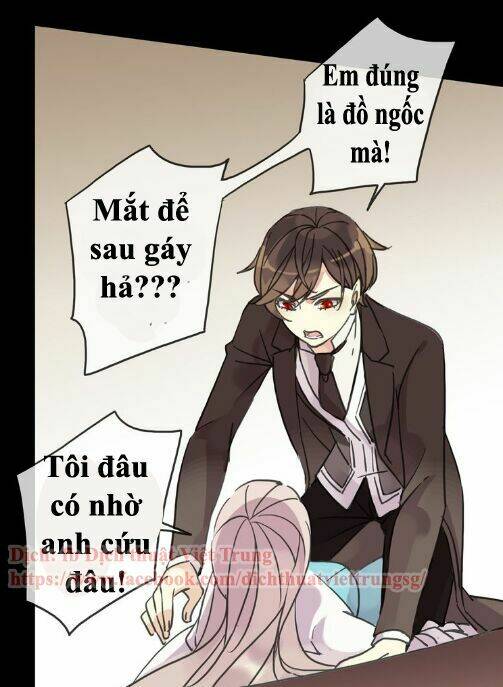 Em đúng
là đồ ngốc
mà!
Mắt để
sau gáy
hả???
Tôi đâu
có nhờ
anh cứu
đâu!
Dịch: fb Dịch thuật Việt Trung
https://www.facebook.com/dichthuatviettrungsg/